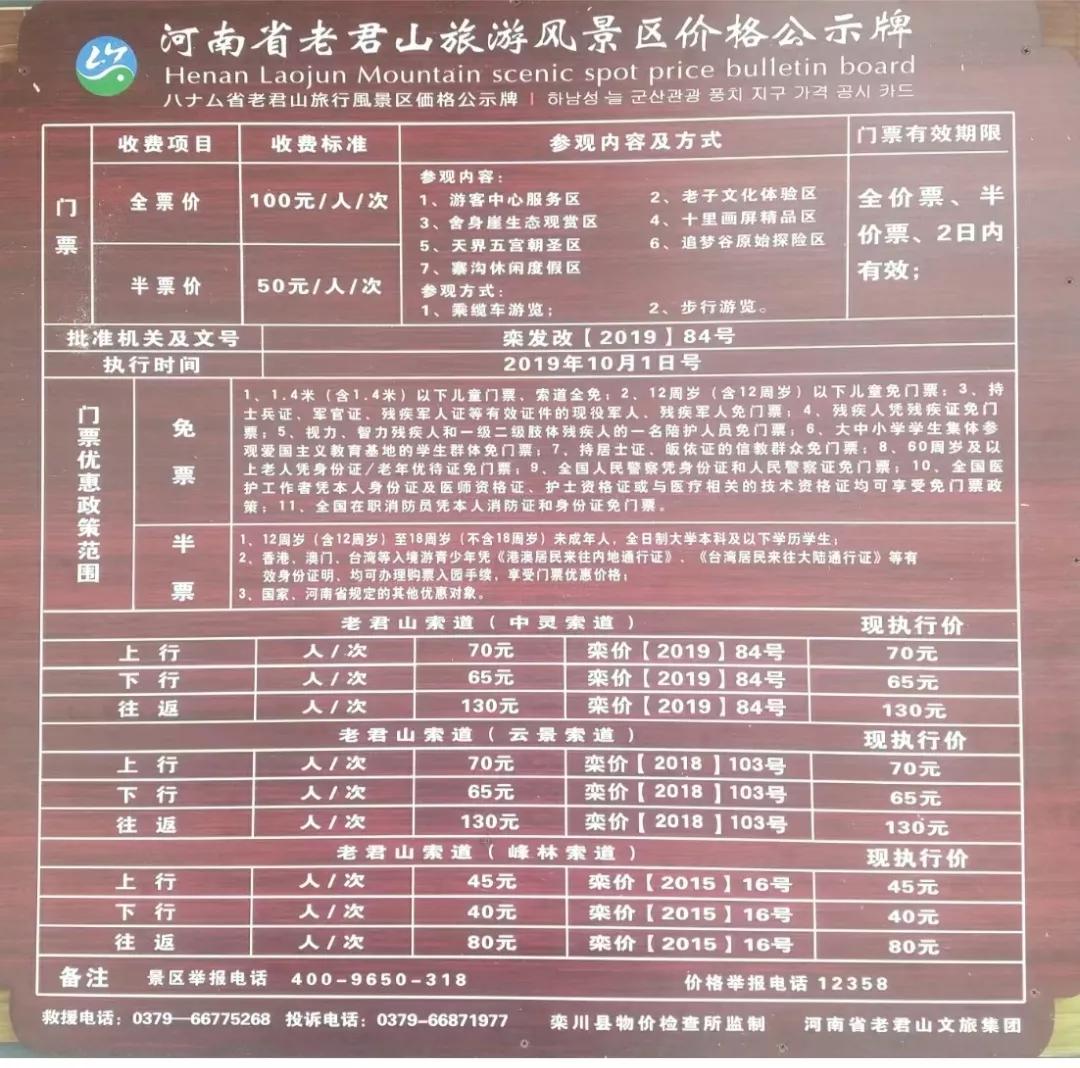 河南省老君山旅游风景区价格公示牌
Henan Laojun Mountain scenic spot price bulletin board
ハナム省老君山旅行風景区価格公示牌 | 하남성 늘 군산관광 풍치 지구 가격 공시 카드
收费项目 收费标准 参观内容及方式 门票有效期限
门票
全票价 100元/人/次
半票价 50元/人/次
参观内容:
1、游客中心服务区 2、老子文化体验区
3、舍身崖生态观赏区 4、十里画屏精品区
5、天界五宫朝圣区 6、追梦谷原始探险区
7、寨沟休闲度假区
参观方式:
1、乘缆车游览; 2、步行游览。
全价票、半
价票、2日内
有效;
批准机关及文号 栾发改【2019】84号
执行时间 2019年10月1日号
门票优惠政策范围
免票
1、1.4米(含1.4米)以下儿童门票、索道全免;2、12周岁(含12周岁)以下儿童免门票;3、持
士兵证、军官证、残疾军人证等有效证件的现役军人、残疾军人免门票;4、残疾人凭残疾证免门
票;5、视力、智力残疾人和一级二级肢体残疾人的一名陪护人员免门票;6、大中小学学生集体参
观爱国主义教育基地的学生群体免门票;7、持居士证、皈依证的信教群众免门票;8、60周岁及以
上老人凭身份证/老年优待证免门票;9、全国人民警察凭身份证和人民警察证免门票;10、全国医
护工作者凭本人身份证及医师资格证、护士资格证或与医疗相关的技术资格证均可享受免门票政
策;11、全国在职消防员凭本人消防证和身份证免门票。
半票
1、12周岁(含12周岁)至18周岁(不含18周岁)未成年人,全日制大学本科及以下学历学生;
2、香港、澳门、台湾等入境游青少年凭《港澳居民来往内地通行证》、《台湾居民来往大陆通行证》等有
效身份证明、均可办理购票入园手续,享受门票优惠价格;
3、国家、河南省规定的其他优惠对象。
老君山索道(中灵索道) 现执行价
上行 人/次 70元 栾价【2019】84号 70元
下行 人/次 65元 栾价【2019】84号 65元
往返 人/次 130元 栾价【2019】84号 130元
老君山索道(云景索道) 现执行价
上行 人/次 70元 栾价【2018】103号 70元
下行 人/次 65元 栾价【2018】103号 65元
往返 人/次 130元 栾价【2018】103号 130元
老君山索道(峰林索道) 现执行价
上行 人/次 45元 栾价【2015】16号 45元
下行 人/次 40元 栾价【2015】16号 40元
往返 人/次 80元 栾价【2015】16号 80元
备注 景区举报电话 400-9650-318 价格举报电话 12358
救援电话:0379—66775268 投诉电话:0379-66871977 栾川县物价检查所监制 河南省老君山文旅集团